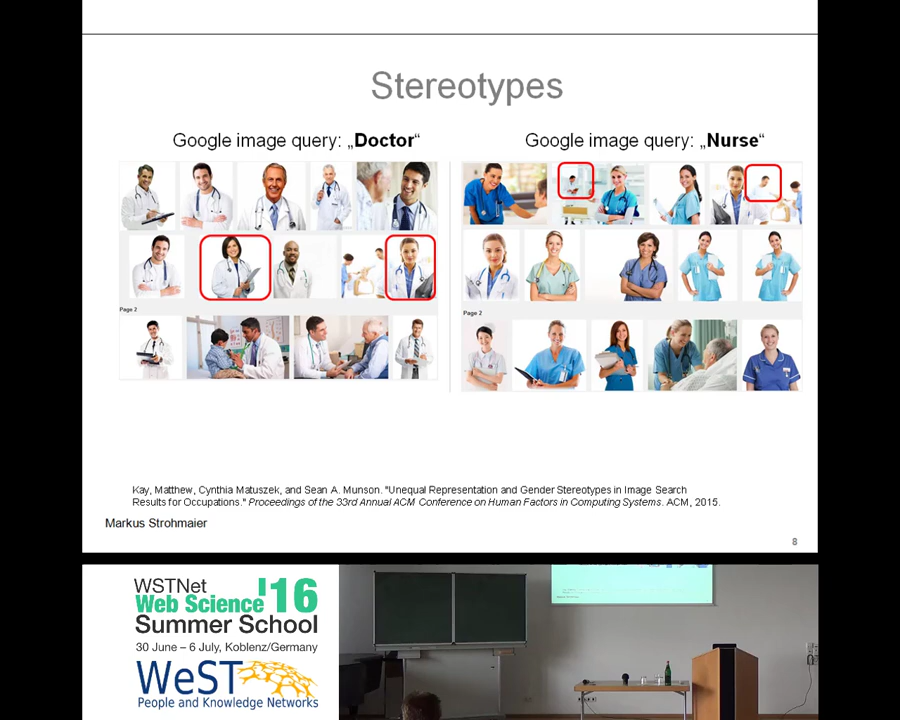 Stereotypes
Google image query: „Doctor“
Google image query: „Nurse“
Page 2
Page 2
Kay, Matthew, Cynthia Matuszek, and Sean A. Munson. "Unequal Representation and Gender Stereotypes in Image Search
Results for Occupations." Proceedings of the 33rd Annual ACM Conference on Human Factors in Computing Systems. ACM, 2015.
Markus Strohmaier
8
WSTNet
Web Science '16
Summer School
30 June – 6 July, Koblenz/Germany
WeST
People and Knowledge Networks